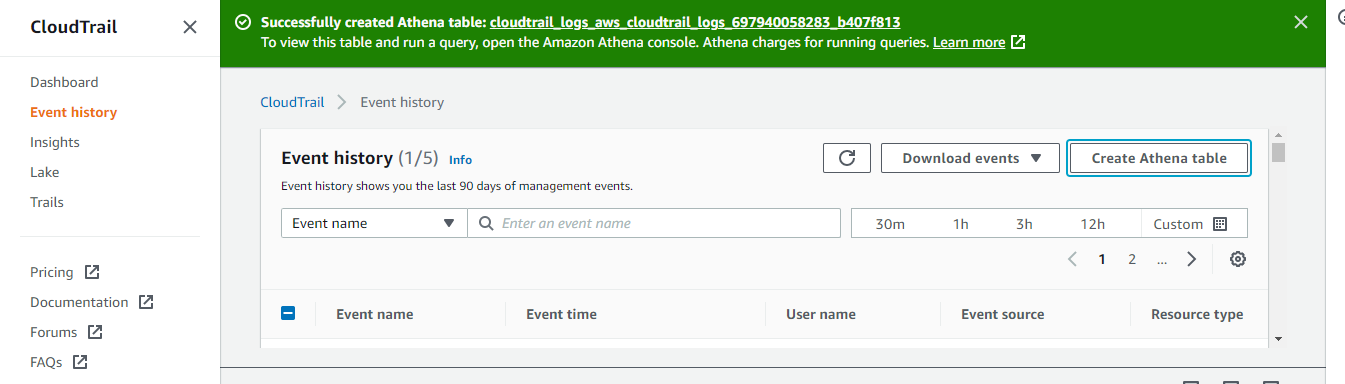 CloudTrail
Dashboard
Event history
Insights
Lake
Trails
Pricing
Documentation
Forums
FAQs
Successfully created Athena table: cloudtrail_logs_aws_cloudtrail_logs_697940058283_b407f813
To view this table and run a query, open the Amazon Athena console. Athena charges for running queries. Learn more
CloudTrail > Event history
Event history (1/5) Info
Download events
Create Athena table
Event history shows you the last 90 days of management events.
Event name
Enter an event name
30m 1h 3h 12h Custom
1 2 ...
Event name Event time User name Event source Resource type